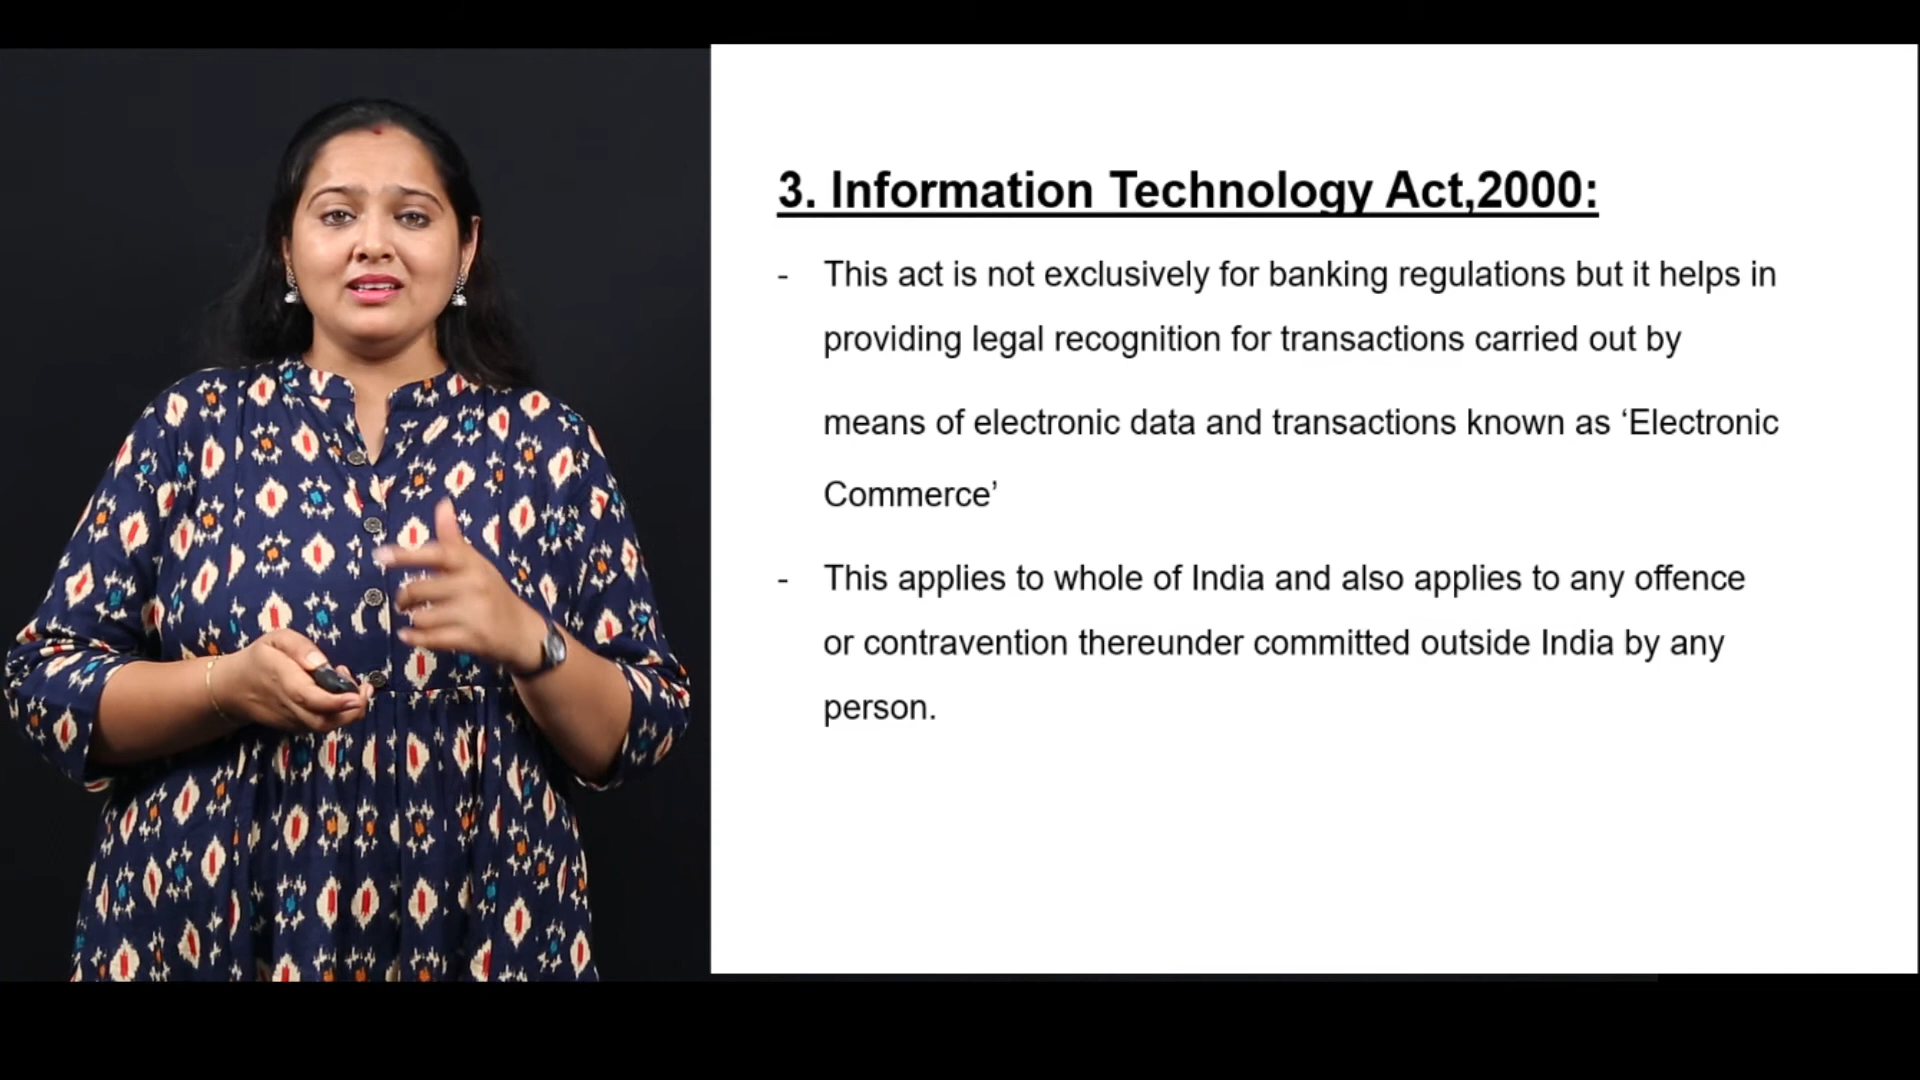 3. Information Technology Act,2000:
- This act is not exclusively for banking regulations but it helps in
providing legal recognition for transactions carried out by
means of electronic data and transactions known as ‘Electronic
Commerce’
- This applies to whole of India and also applies to any offence
or contravention thereunder committed outside India by any
person.